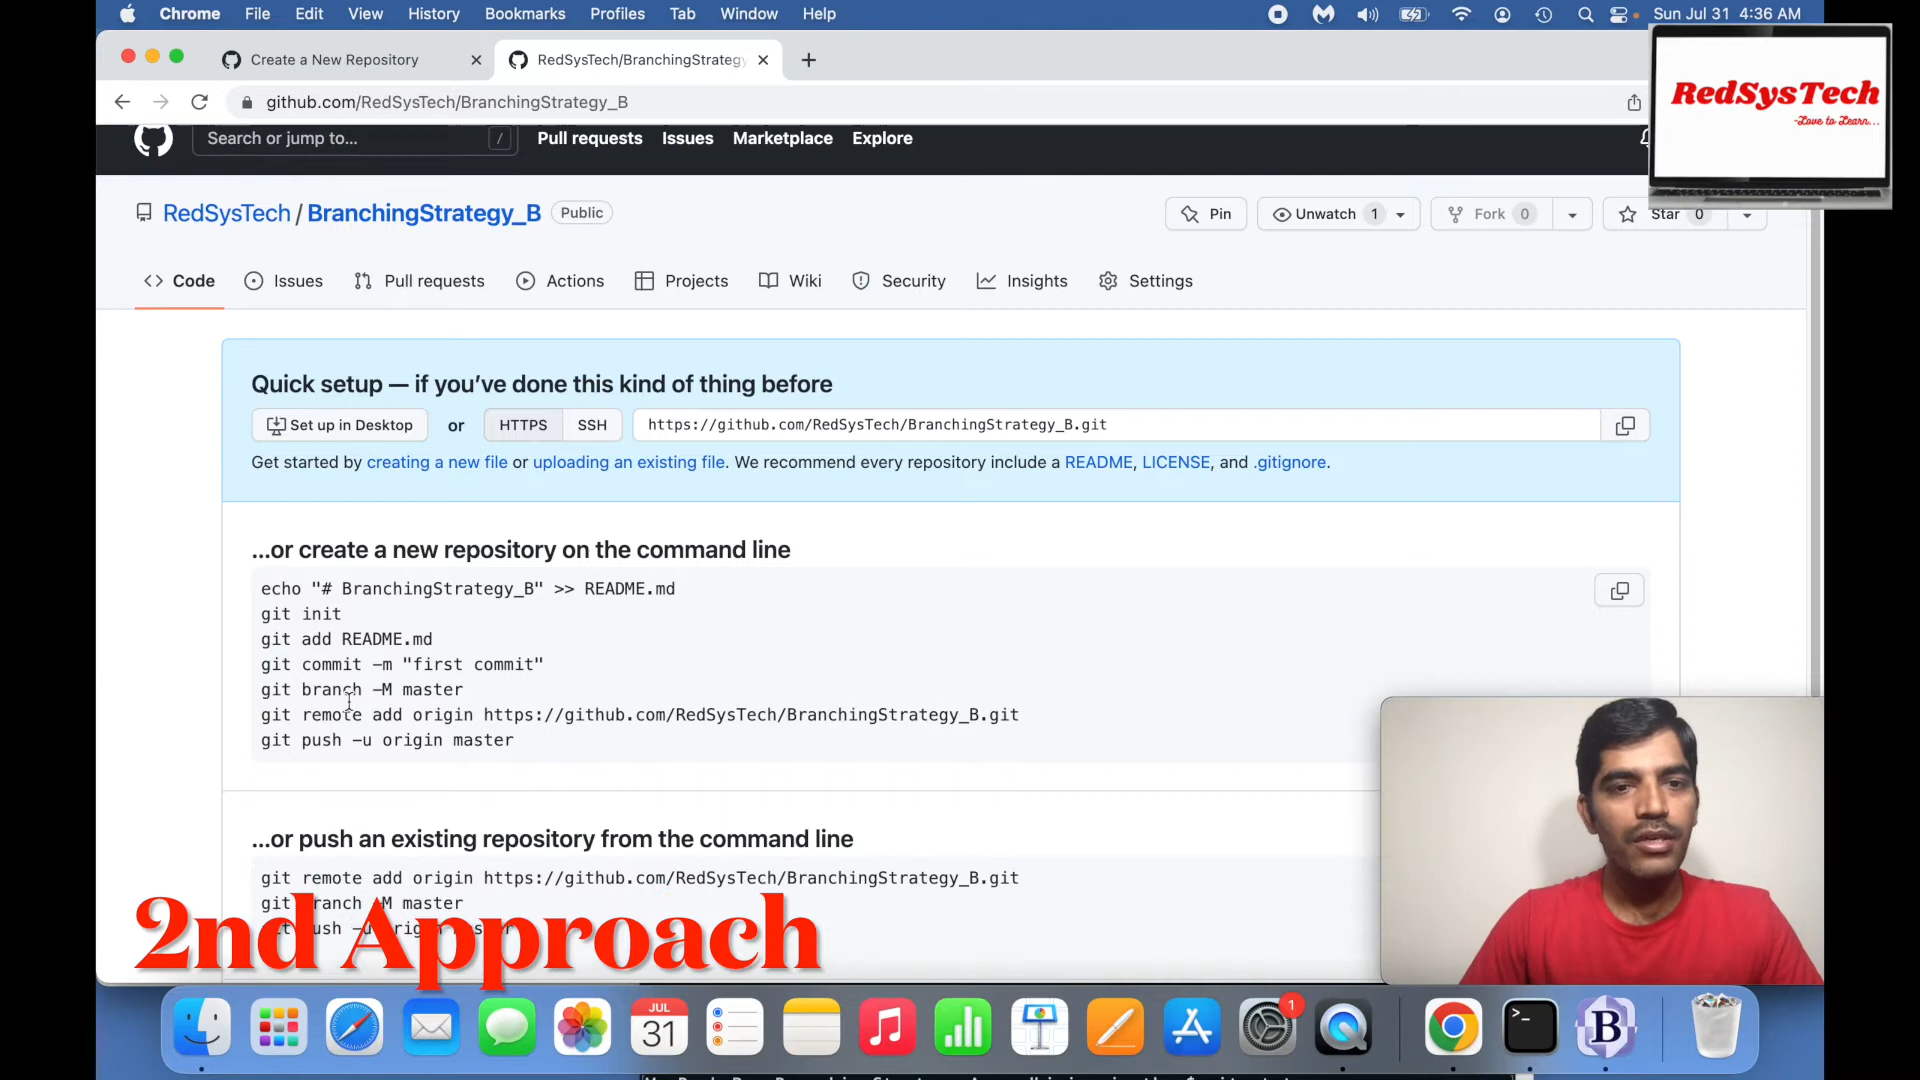 Chrome File Edit View History Bookmarks Profiles Tab Window Help Sun Jul 31 4:36 AM
Create a New Repository RedSysTech/BranchingStrategy
github.com/RedSysTech/BranchingStrategy_B
RedSysTech
-Love to Learn...
Search or jump to... / Pull requests Issues Marketplace Explore
RedSysTech / BranchingStrategy_B Public Pin Unwatch 1 Fork 0 Star 0
Code Issues Pull requests Actions Projects Wiki Security Insights Settings
Quick setup — if you've done this kind of thing before
Set up in Desktop or HTTPS SSH https://github.com/RedSysTech/BranchingStrategy_B.git
Get started by creating a new file or uploading an existing file. We recommend every repository include a README, LICENSE, and .gitignore.
...or create a new repository on the command line
echo "# BranchingStrategy_B" >> README.md
git init
git add README.md
git commit -m "first commit"
git branch -M master
git remote add origin https://github.com/RedSysTech/BranchingStrategy_B.git
git push -u origin master
...or push an existing repository from the command line
git remote add origin https://github.com/RedSysTech/BranchingStrategy_B.git
git branch -M master
2nd Approach
JUL
31
1
>_
B